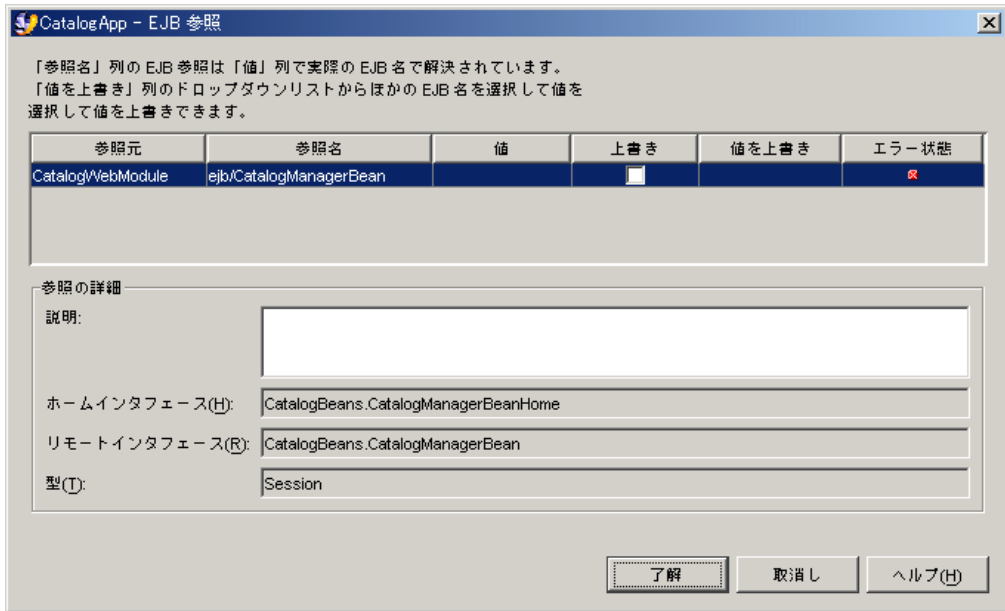 CatalogApp - EJB 参照
「参照名」列の EJB 参照は「値」列で実際の EJB 名で解決されています。
「値を上書き」列のドロップダウンリストからほかの EJB 名を選択して値を
選択して値を上書きできます。
参照元 参照名 値 上書き 値を上書き エラー状態
CatalogWebModule ejb/CatalogManagerBean
参照の詳細
説明:
ホームインタフェース(H): CatalogBeans.CatalogManagerBeanHome
リモートインタフェース(R): CatalogBeans.CatalogManagerBean
型(T): Session
了解 取消し ヘルプ(H)